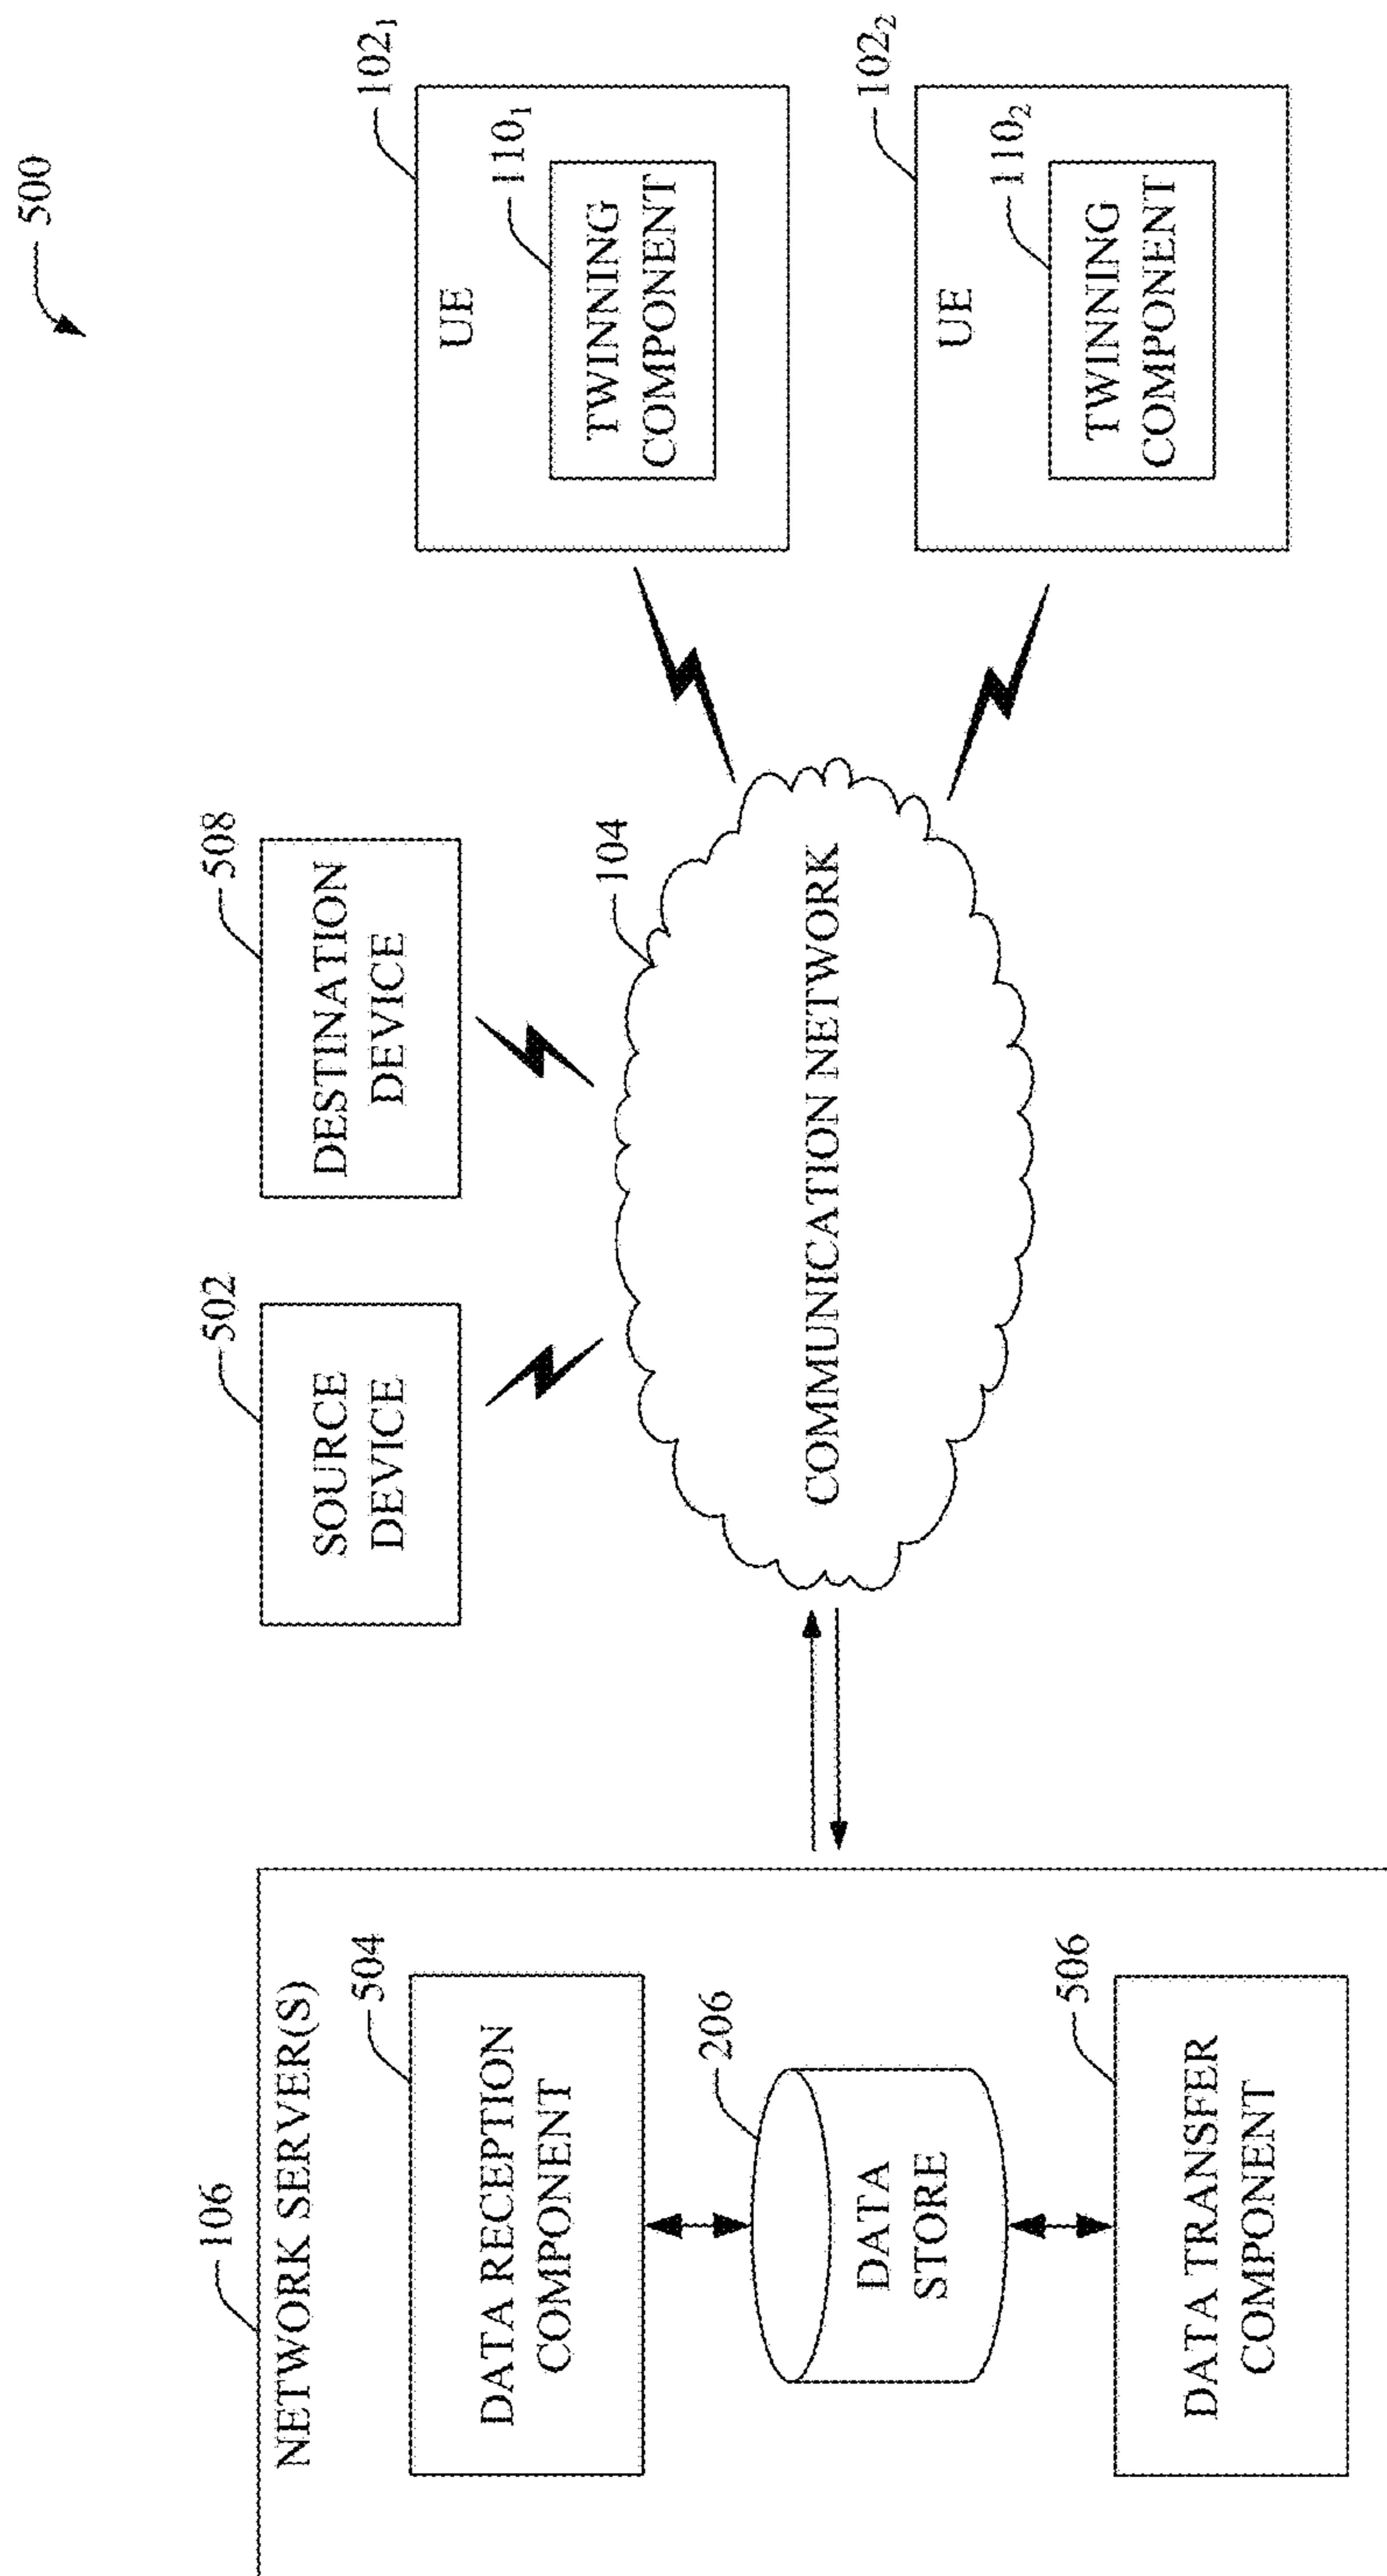 500
106
NETWORK SERVER(S)
504
DATA RECEPTION
COMPONENT
206
DATA
STORE
506
DATA TRANSFER
COMPONENT
502
SOURCE
DEVICE
508
DESTINATION
DEVICE
104
COMMUNICATION NETWORK
102₁
UE
110₁
TWINNING
COMPONENT
102₂
UE
110₂
TWINNING
COMPONENT